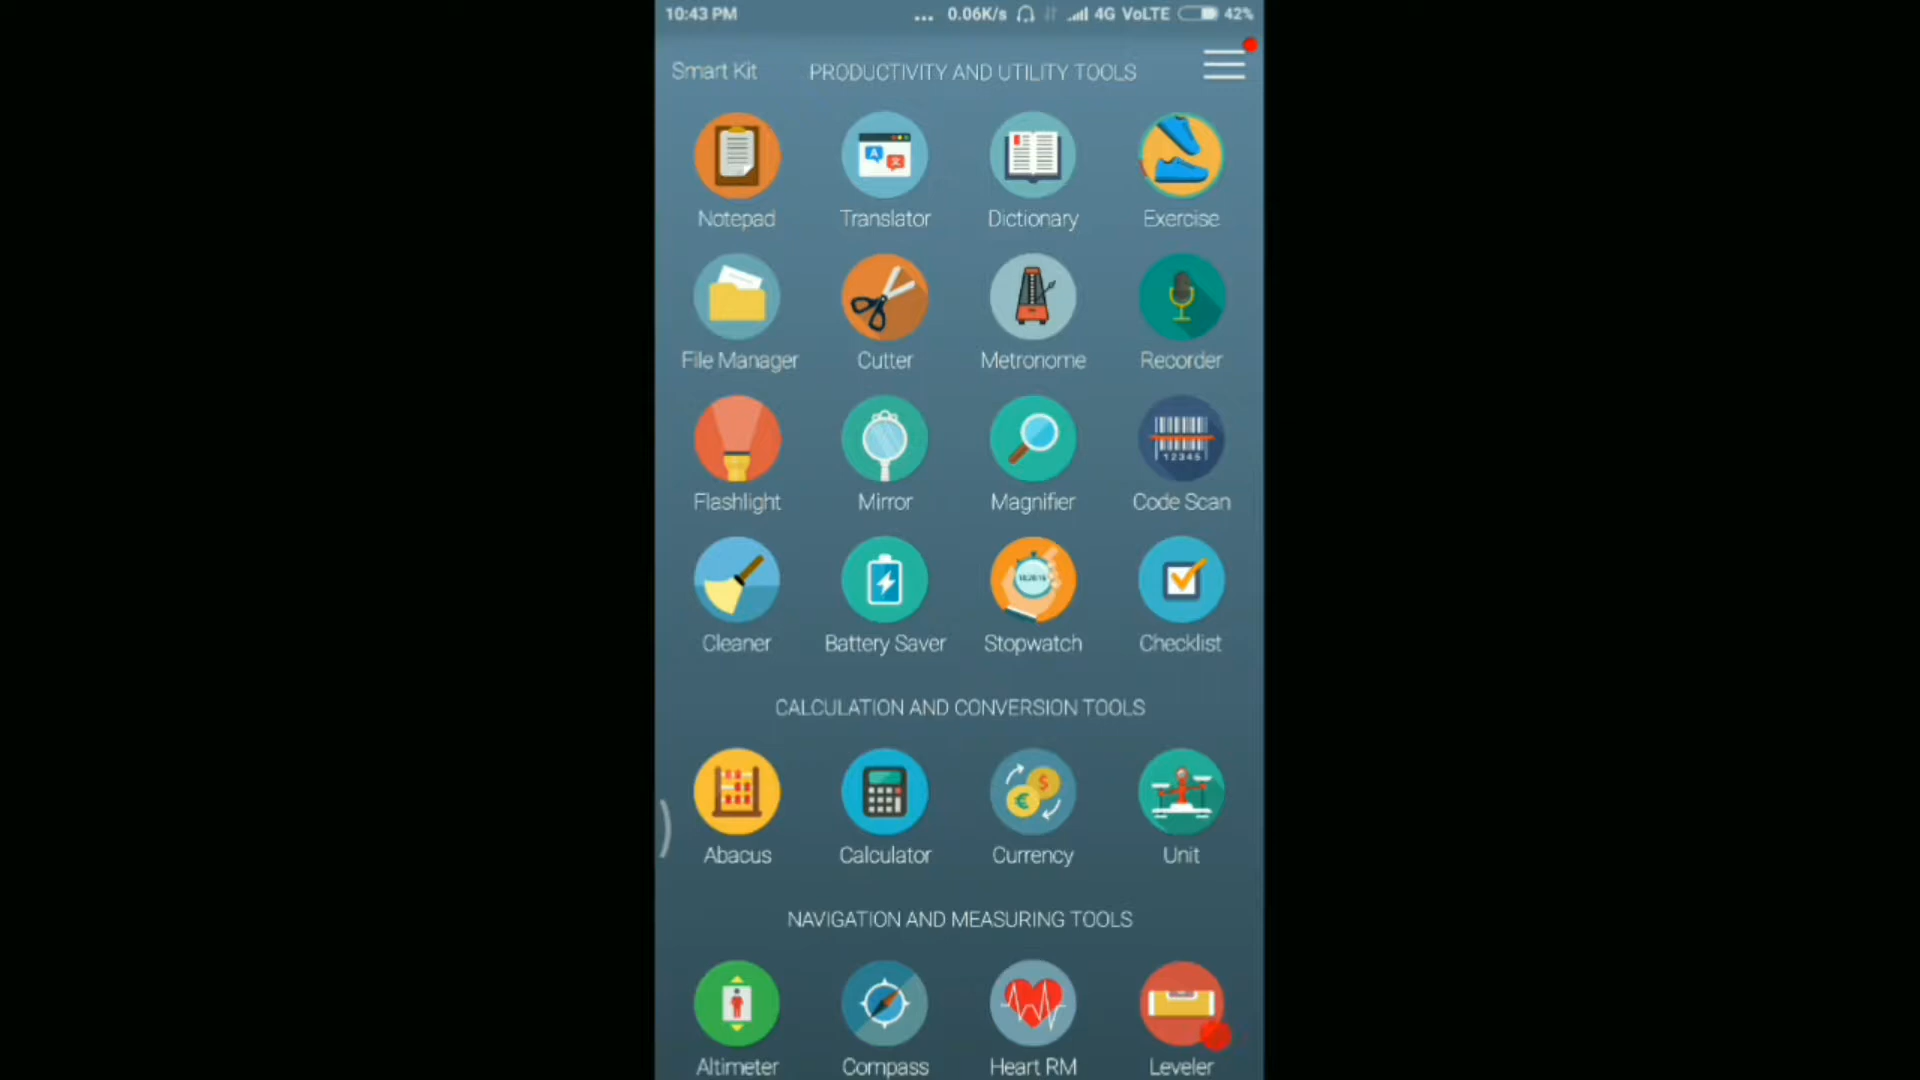 10:43 PM ... 0.06K/s 4G VoLTE 42%
Smart Kit PRODUCTIVITY AND UTILITY TOOLS
Notepad Translator Dictionary Exercise
File Manager Cutter Metronome Recorder
12345
Flashlight Mirror Magnifier Code Scan
Cleaner Battery Saver Stopwatch Checklist
CALCULATION AND CONVERSION TOOLS
Abacus Calculator Currency Unit
NAVIGATION AND MEASURING TOOLS
Altimeter Compass Heart RM Leveler